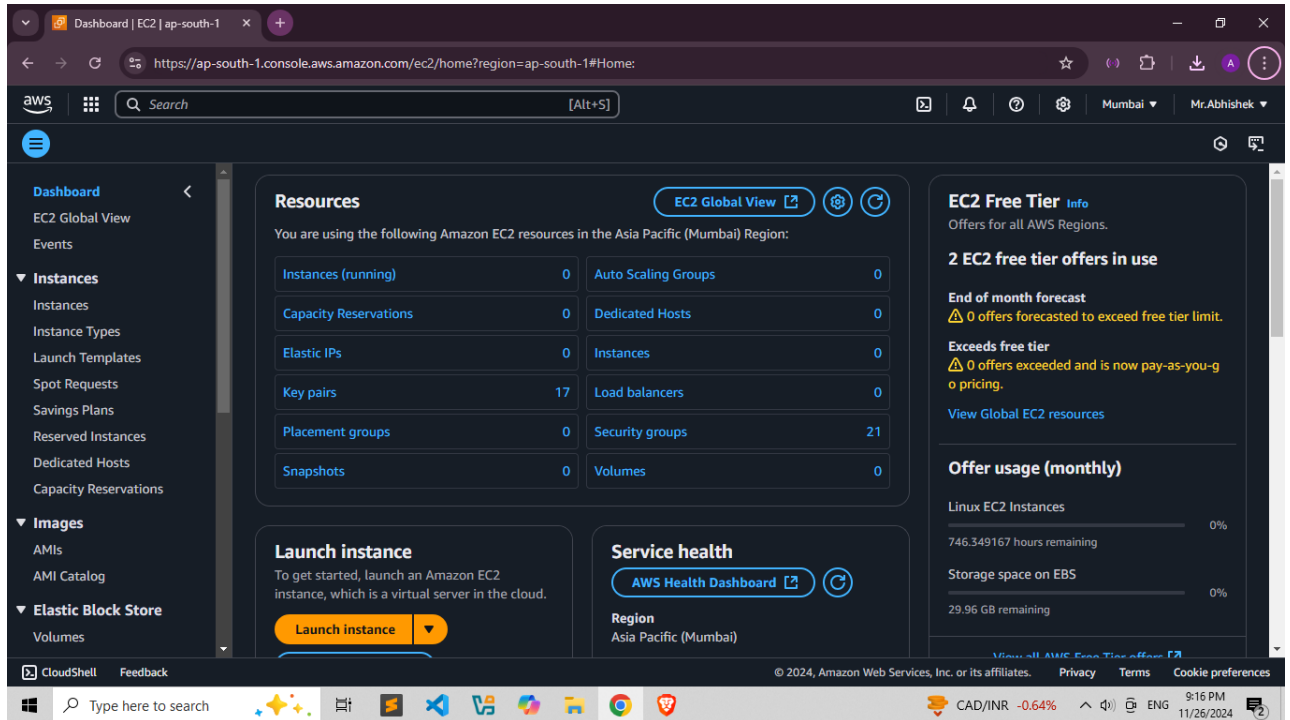 Dashboard | EC2 | ap-south-1
https://ap-south-1.console.aws.amazon.com/ec2/home?region=ap-south-1#Home:
A
aws
Search
[Alt+S]
Mumbai
Mr.Abhishek
Dashboard
EC2 Global View
Events
Instances
Instances
Instance Types
Launch Templates
Spot Requests
Savings Plans
Reserved Instances
Dedicated Hosts
Capacity Reservations
Images
AMIs
AMI Catalog
Elastic Block Store
Volumes
Resources
EC2 Global View
You are using the following Amazon EC2 resources in the Asia Pacific (Mumbai) Region:
Instances (running) 0
Auto Scaling Groups 0
Capacity Reservations 0
Dedicated Hosts 0
Elastic IPs 0
Instances 0
Key pairs 17
Load balancers 0
Placement groups 0
Security groups 21
Snapshots 0
Volumes 0
Launch instance
To get started, launch an Amazon EC2
instance, which is a virtual server in the cloud.
Launch instance
Service health
AWS Health Dashboard
Region
Asia Pacific (Mumbai)
EC2 Free Tier Info
Offers for all AWS Regions.
2 EC2 free tier offers in use
End of month forecast
0 offers forecasted to exceed free tier limit.
Exceeds free tier
0 offers exceeded and is now pay-as-you-g
o pricing.
View Global EC2 resources
Offer usage (monthly)
Linux EC2 Instances
0%
746.349167 hours remaining
Storage space on EBS
0%
29.96 GB remaining
View all AWS Free Tier offers
CloudShell
Feedback
© 2024, Amazon Web Services, Inc. or its affiliates.
Privacy
Terms
Cookie preferences
Type here to search
CAD/INR -0.64%
ENG
9:16 PM
11/26/2024
2